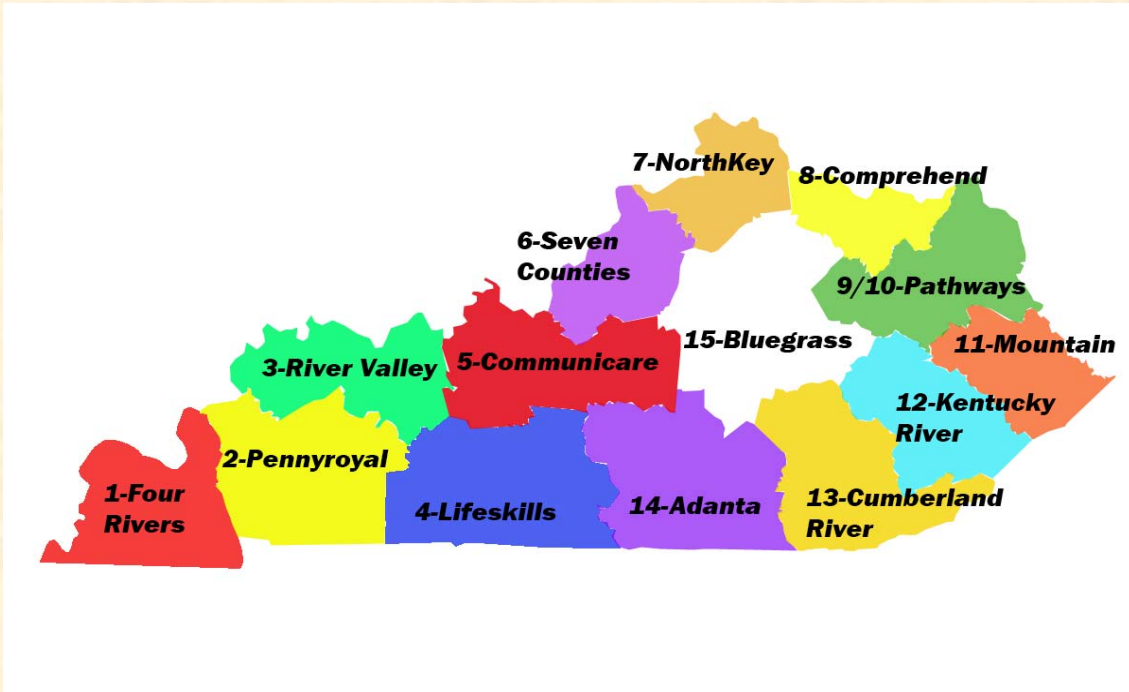 7-NorthKey
8-Comprehend
6-Seven
Counties
9/10-Pathways
15-Bluegrass
11-Mountain
3-River Valley
5-Communicare
12-Kentucky
River
2-Pennyroyal
1-Four
Rivers
4-Lifeskills
14-Adanta
13-Cumberland
River